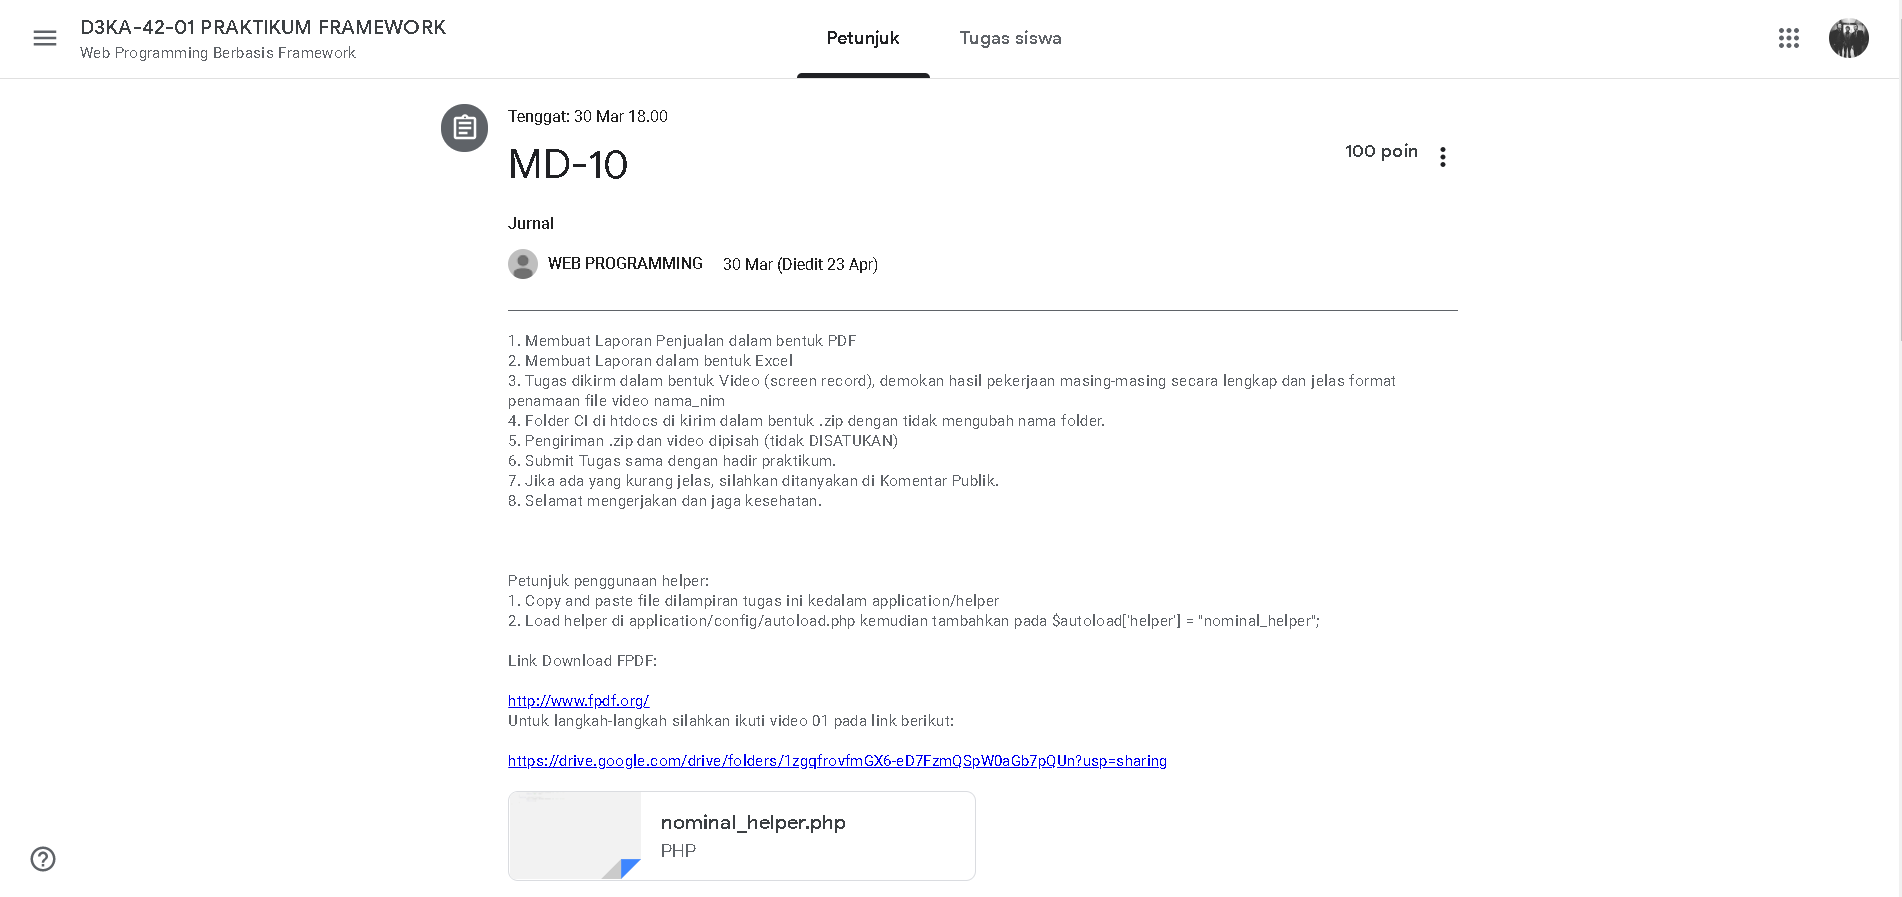 D3KA-42-01 PRAKTIKUM FRAMEWORK
Web Programming Berbasis Framework
Petunjuk
Tugas siswa
Tenggat: 30 Mar 18.00
MD-10
100 poin
Jurnal
WEB PROGRAMMING 30 Mar (Diedit 23 Apr)
1. Membuat Laporan Penjualan dalam bentuk PDF
2. Membuat Laporan dalam bentuk Excel
3. Tugas dikirm dalam bentuk Video (screen record), demokan hasil pekerjaan masing-masing secara lengkap dan jelas format
penamaan file video nama_nim
4. Folder CI di htdocs di kirim dalam bentuk .zip dengan tidak mengubah nama folder.
5. Pengiriman .zip dan video dipisah (tidak DISATUKAN)
6. Submit Tugas sama dengan hadir praktikum.
7. Jika ada yang kurang jelas, silahkan ditanyakan di Komentar Publik.
8. Selamat mengerjakan dan jaga kesehatan.
Petunjuk penggunaan helper:
1. Copy and paste file dilampiran tugas ini kedalam application/helper
2. Load helper di application/config/autoload.php kemudian tambahkan pada $autoload['helper'] = "nominal_helper";
Link Download FPDF:
http://www.fpdf.org/
Untuk langkah-langkah silahkan ikuti video 01 pada link berikut:
https://drive.google.com/drive/folders/1zgqfrovfmGX6-eD7FzmQSpW0aGb7pQUn?usp=sharing
nominal_helper.php
PHP